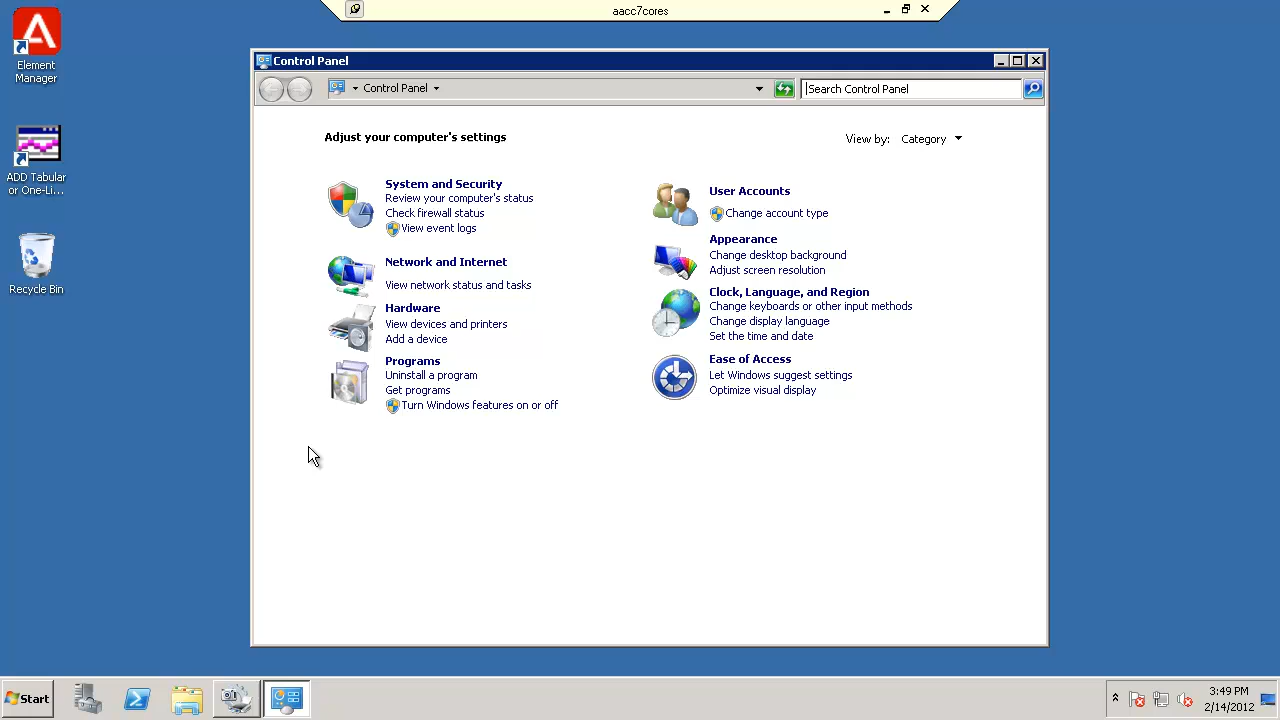 aacc7cores
Element
Manager
ADD Tabular
or One-Li...
Recycle Bin
Control Panel
Control Panel
Search Control Panel
Adjust your computer's settings
View by: Category
System and Security
Review your computer's status
Check firewall status
View event logs
Network and Internet
View network status and tasks
Hardware
View devices and printers
Add a device
Programs
Uninstall a program
Get programs
Turn Windows features on or off
User Accounts
Change account type
Appearance
Change desktop background
Adjust screen resolution
Clock, Language, and Region
Change keyboards or other input methods
Change display language
Set the time and date
Ease of Access
Let Windows suggest settings
Optimize visual display
Start
3:49 PM
2/14/2012